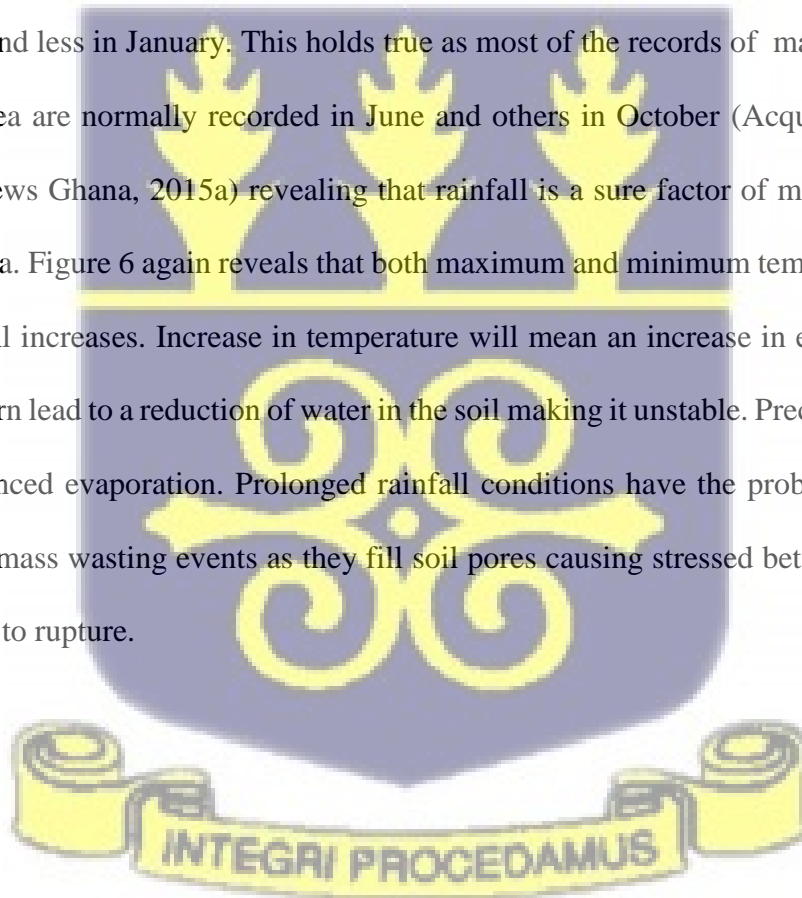 nd less in January. This holds true as most of the records of ma
ea are normally recorded in June and others in October (Acqu
ews Ghana, 2015a) revealing that rainfall is a sure factor of m
a. Figure 6 again reveals that both maximum and minimum tem
l increases. Increase in temperature will mean an increase in e
rn lead to a reduction of water in the soil making it unstable. Pred
nced evaporation. Prolonged rainfall conditions have the prob
mass wasting events as they fill soil pores causing stressed bet
to rupture.
INTEGRI PROCEDAMUS